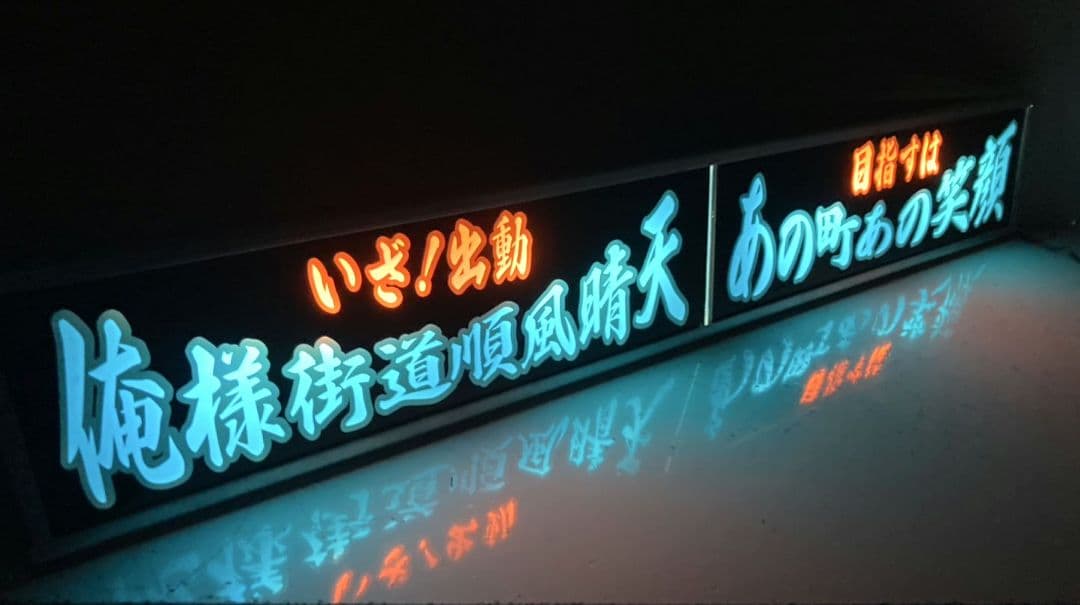 いざ!出動
俺様街道順風晴天
目指すは
あの町あの笑顔